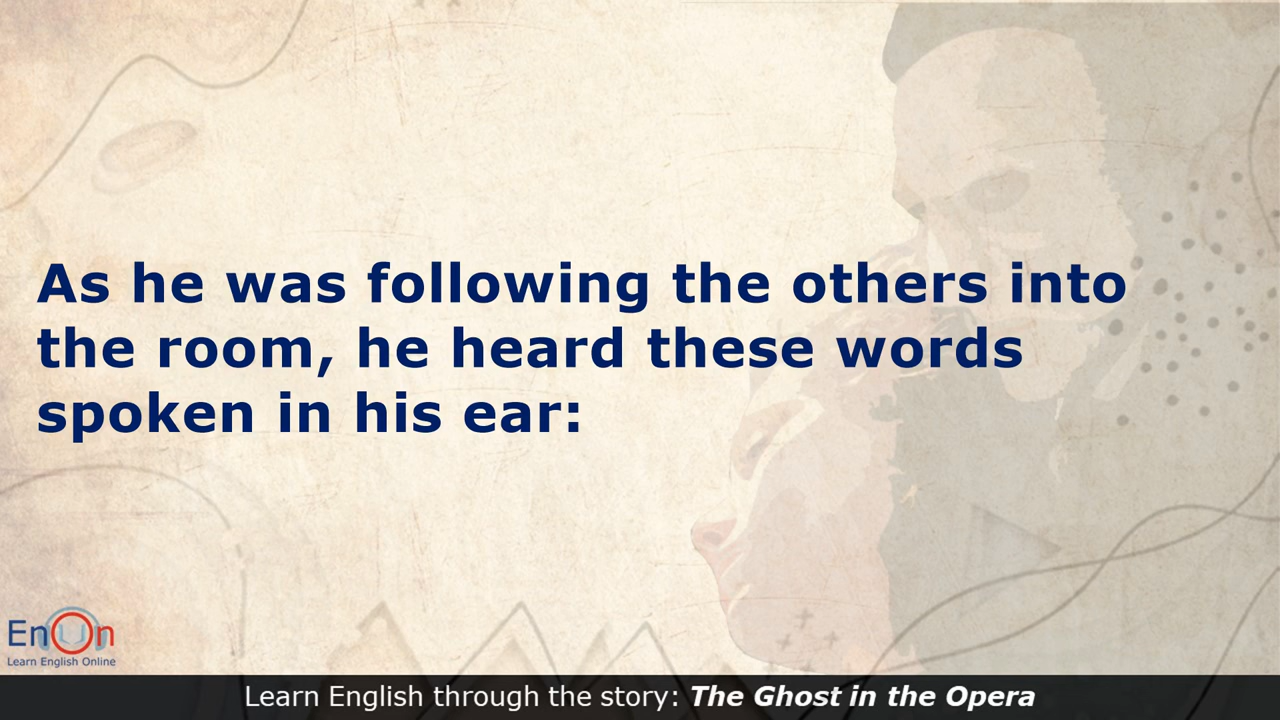 As he was following the others into
the room, he heard these words
spoken in his ear:
EnOn
Learn English Online
Learn English through the story: The Ghost in the Opera